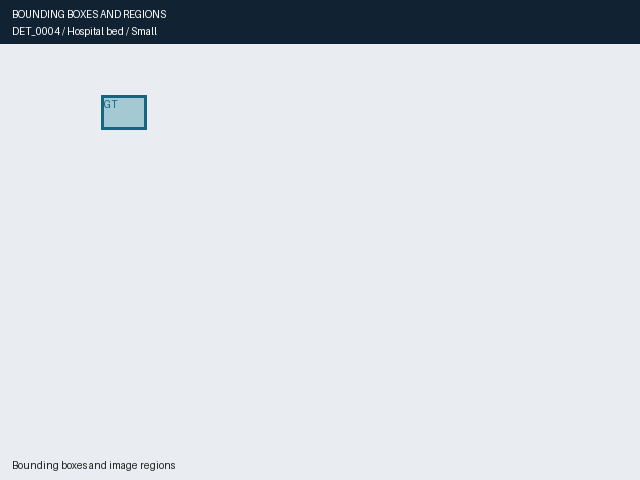 BOUNDING BOXES AND REGIONS
DET_0004 / Hospital bed / Small
GT
Bounding boxes and image regions